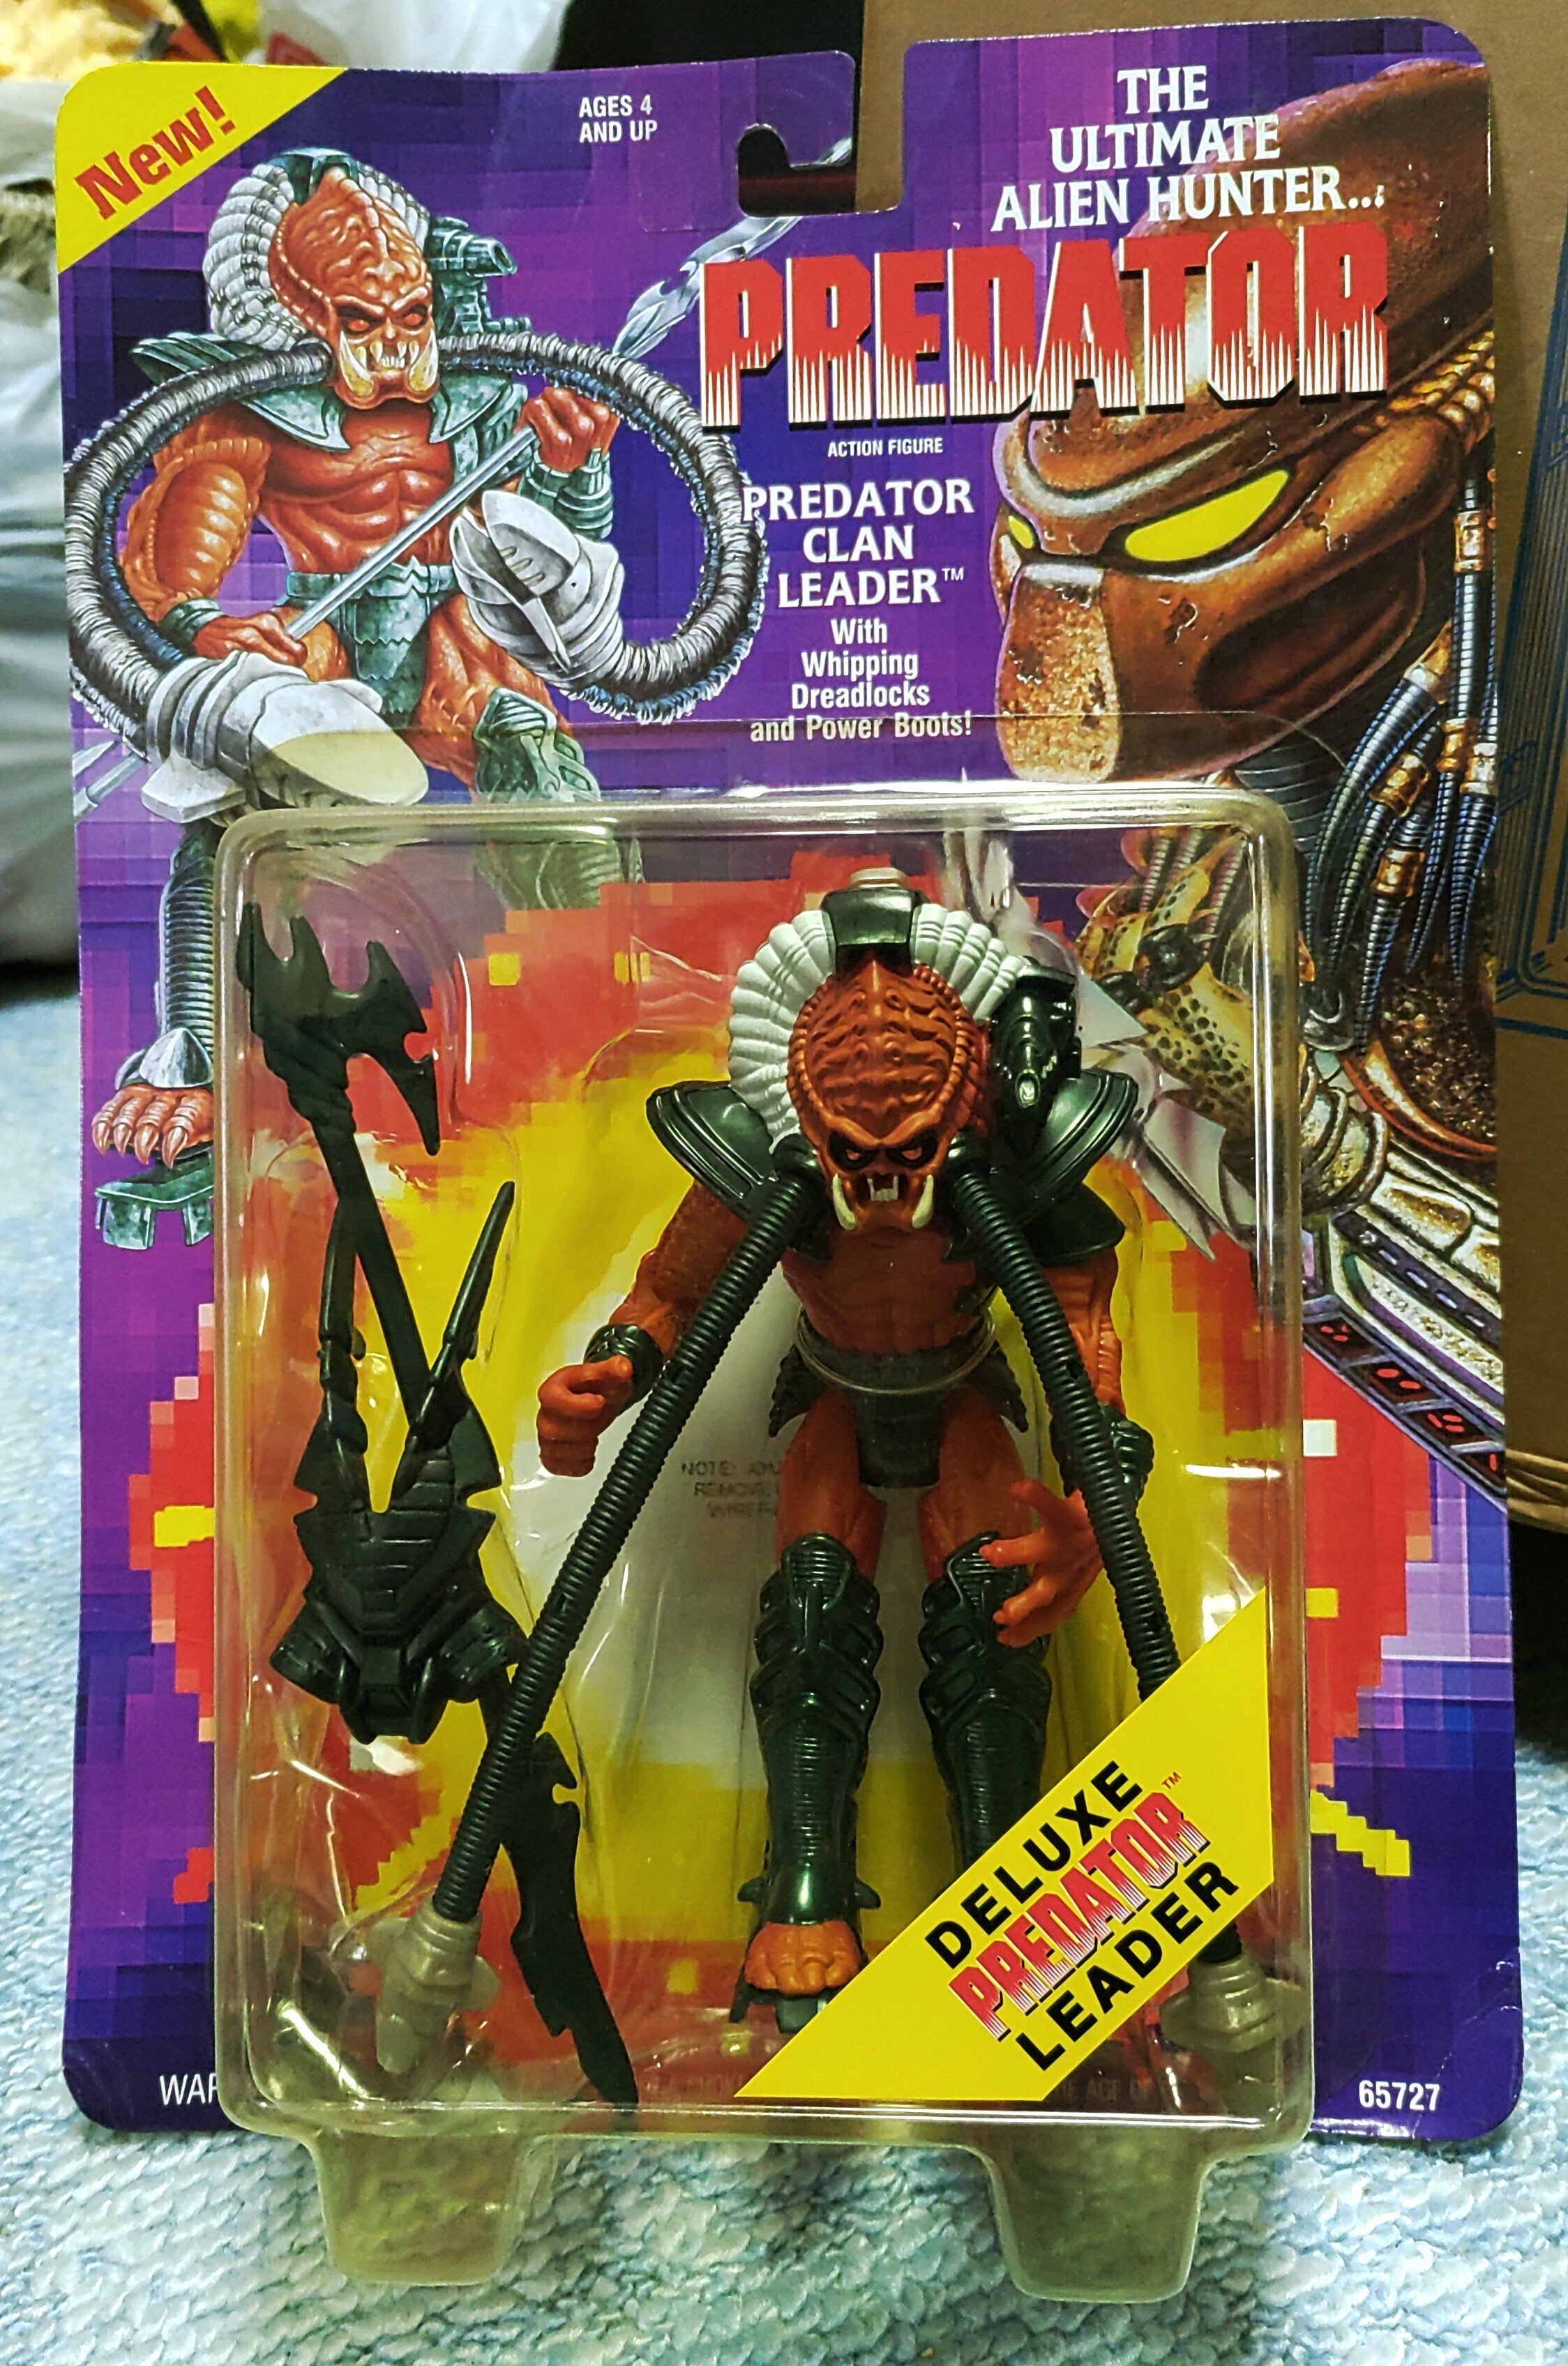 New!
AGES 4
AND UP
THE
ULTIMATE
ALIEN HUNTER...
PREDATOR
ACTION FIGURE
PREDATOR
CLAN
LEADER™
With
Whipping
Dreadlocks
and Power Boots!
NOTE:
DELUXE
PREDATOR™
LEADER
65727